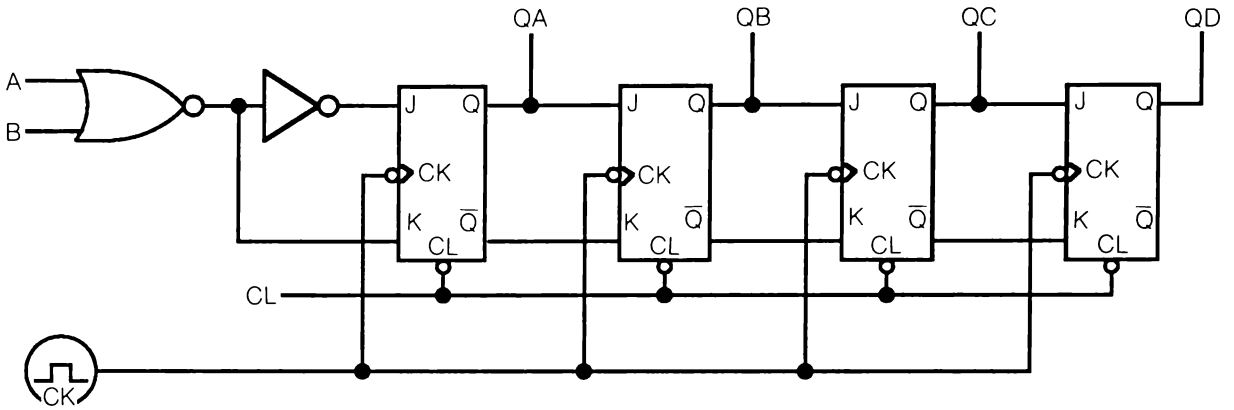 QA QB QC QD
A
B
J Q J Q J Q J Q
CK CK CK CK
K Q̅ K Q̅ K Q̅ K Q̅
CL CL CL CL
CL
CK